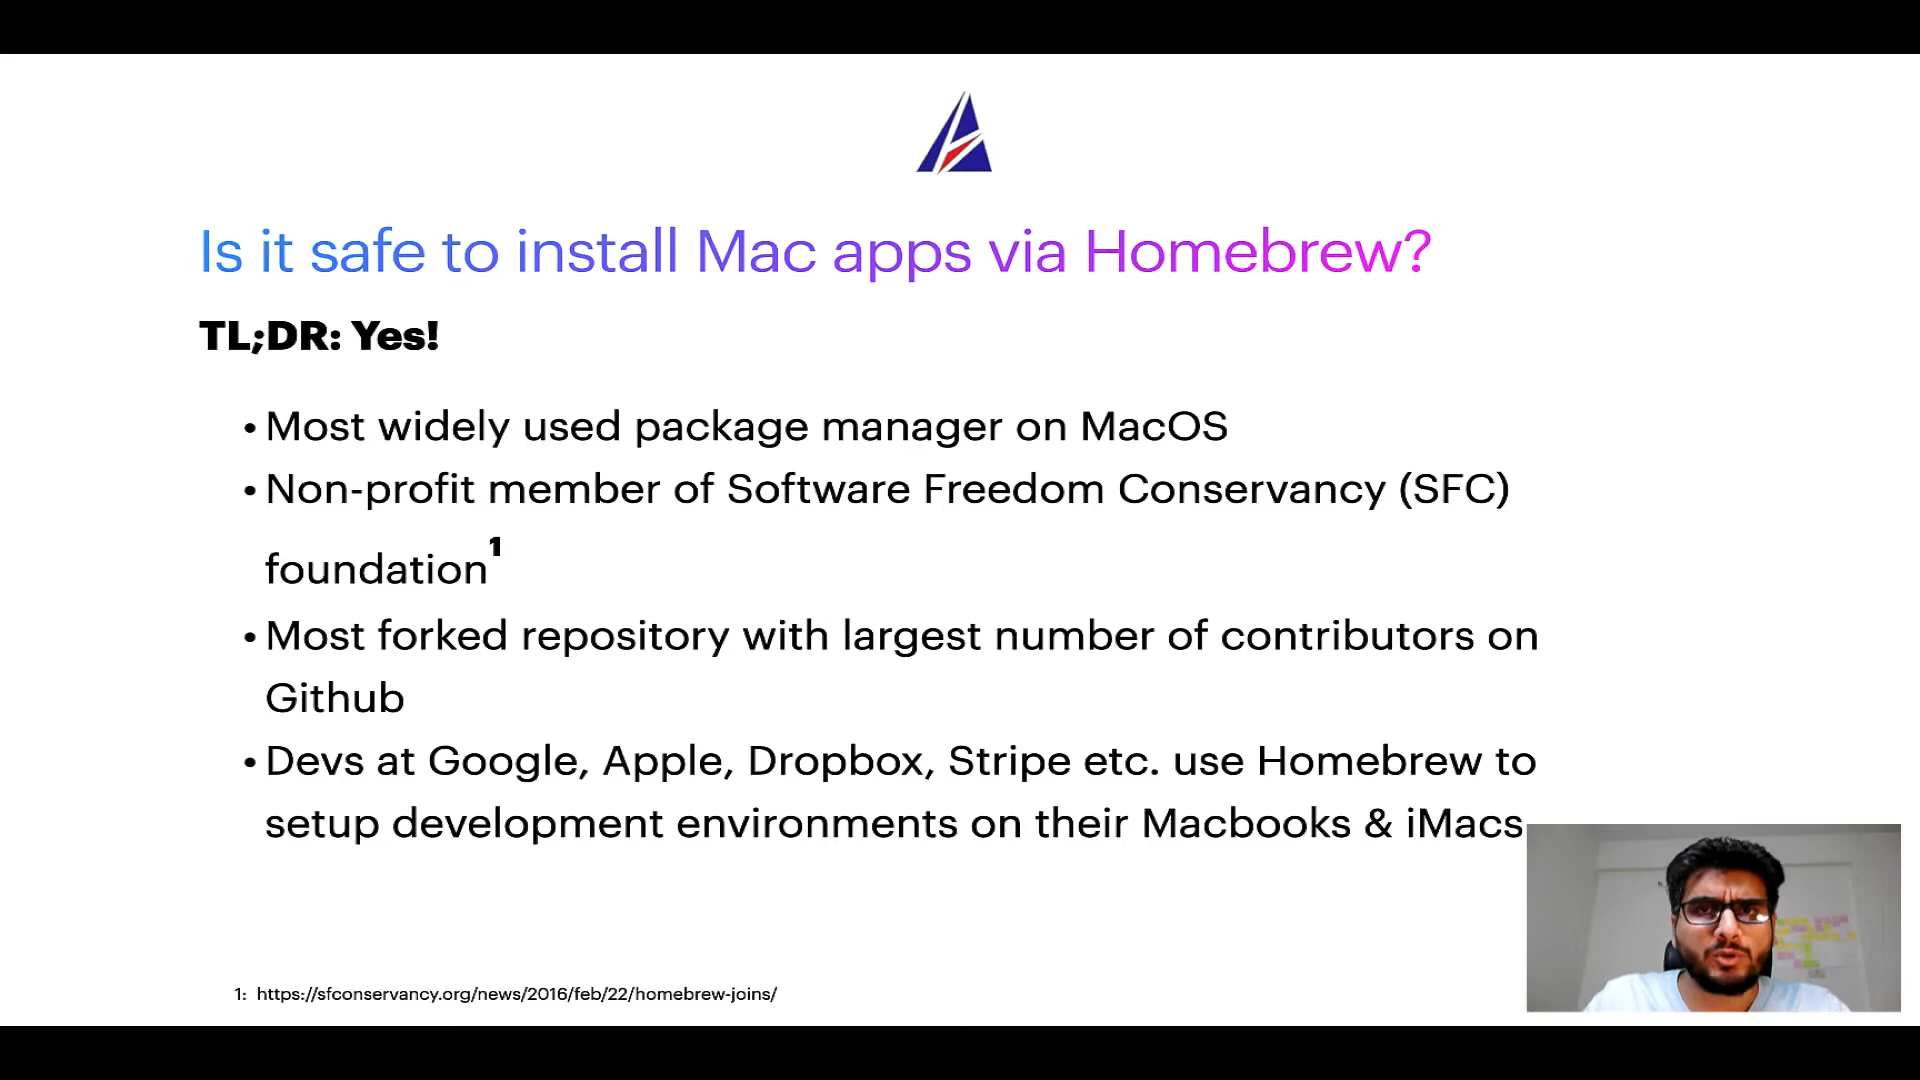 Is it safe to install Mac apps via Homebrew?
TL;DR: Yes!
• Most widely used package manager on MacOS
• Non-profit member of Software Freedom Conservancy (SFC)
foundation1
• Most forked repository with largest number of contributors on
Github
• Devs at Google, Apple, Dropbox, Stripe etc. use Homebrew to
setup development environments on their Macbooks & iMacs
1: https://sfconservancy.org/news/2016/feb/22/homebrew-joins/